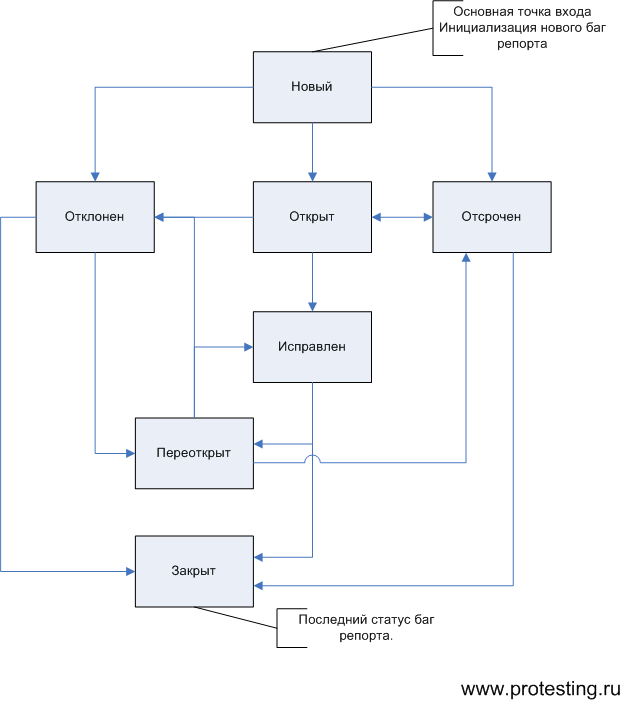 Основная точка входа
Инициализация нового баг
репорта
Новый
Отклонен
Открыт
Отсрочен
Исправлен
Переоткрыт
Закрыт
Последний статус баг
репорта.
www.protesting.ru